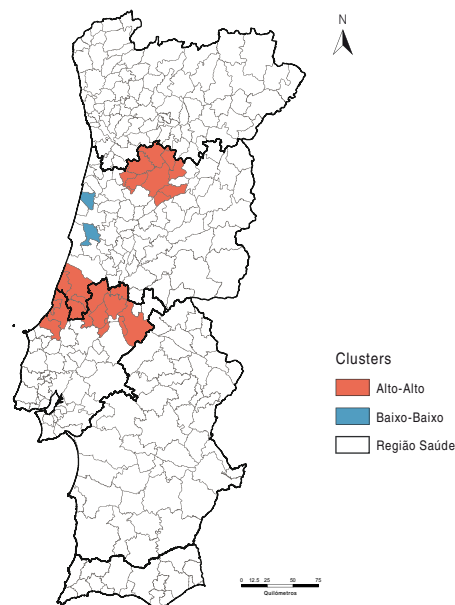 N
Clusters
Alto-Alto
Baixo-Baixo
Região Saúde
0 12.5 25 50 75
Quilómetros